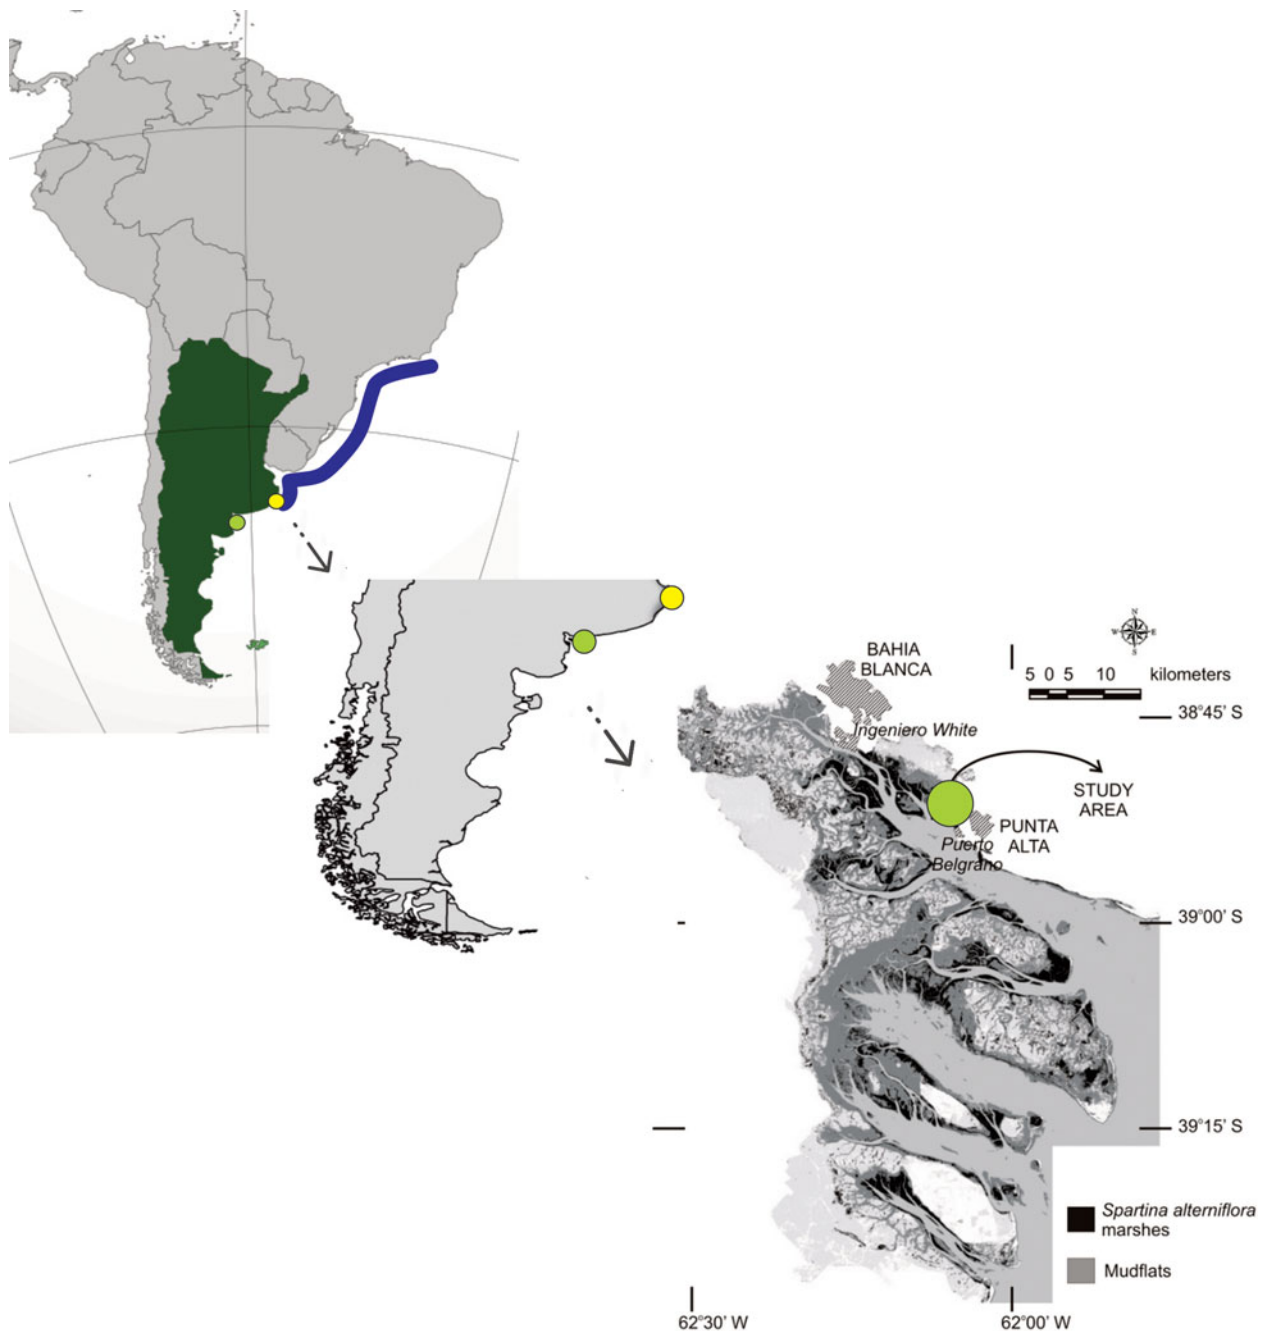 N
W E
S
BAHIA
BLANCA
5 0 5 10 kilometers
38°45' S
Ingeniero White
STUDY
AREA
PUNTA
ALTA
Puerto
Belgrano
39°00' S
39°15' S
Spartina alterniflora
marshes
Mudflats
62°30' W
62°00' W